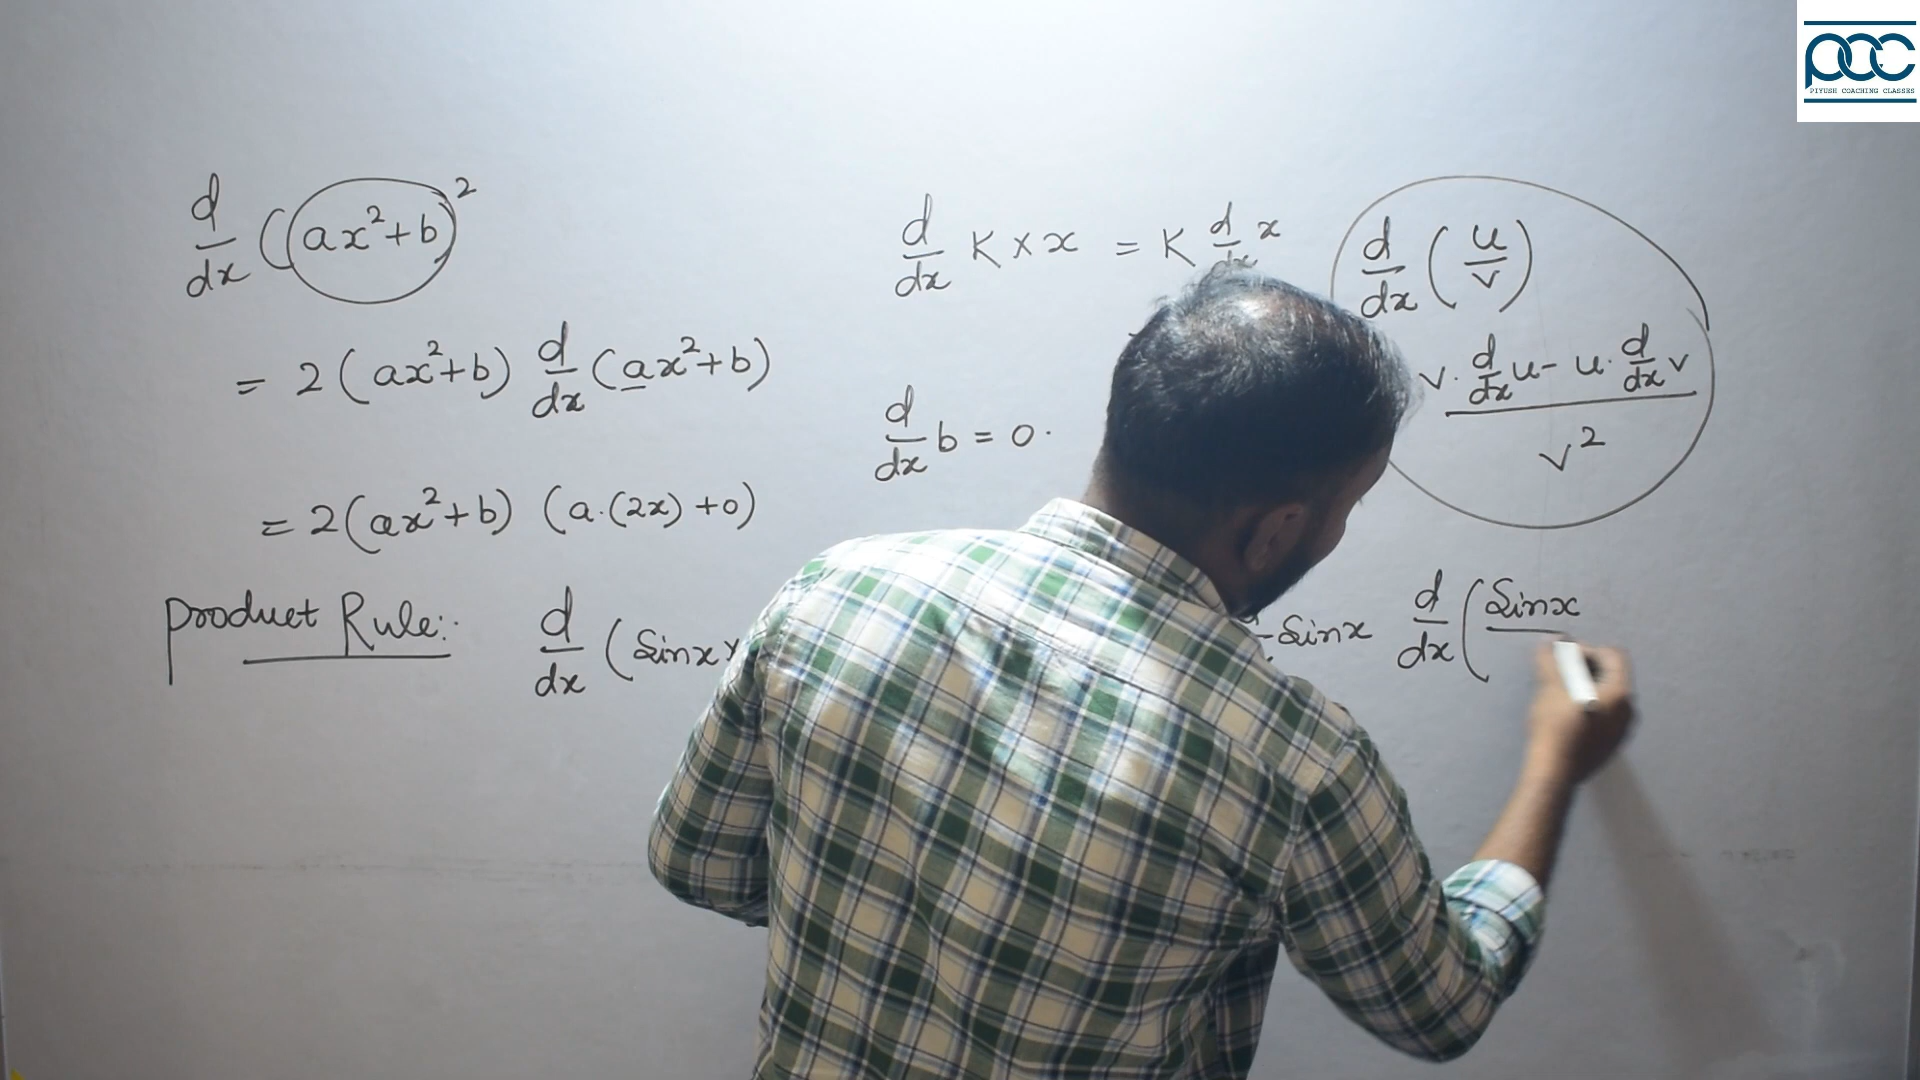 d/dx (ax²+b)²
= 2(ax²+b) d/dx (ax²+b)
= 2(ax²+b) (a.(2x)+0)
Product Rule:. d/dx (Sinx
d/dx K × x = K d/dx x
d/dx b = 0.
d/dx (u/v)
v. d/dx u - u. d/dx v
v²
Sinx d/dx (Sinx
PCC
PIYUSH COACHING CLASSES